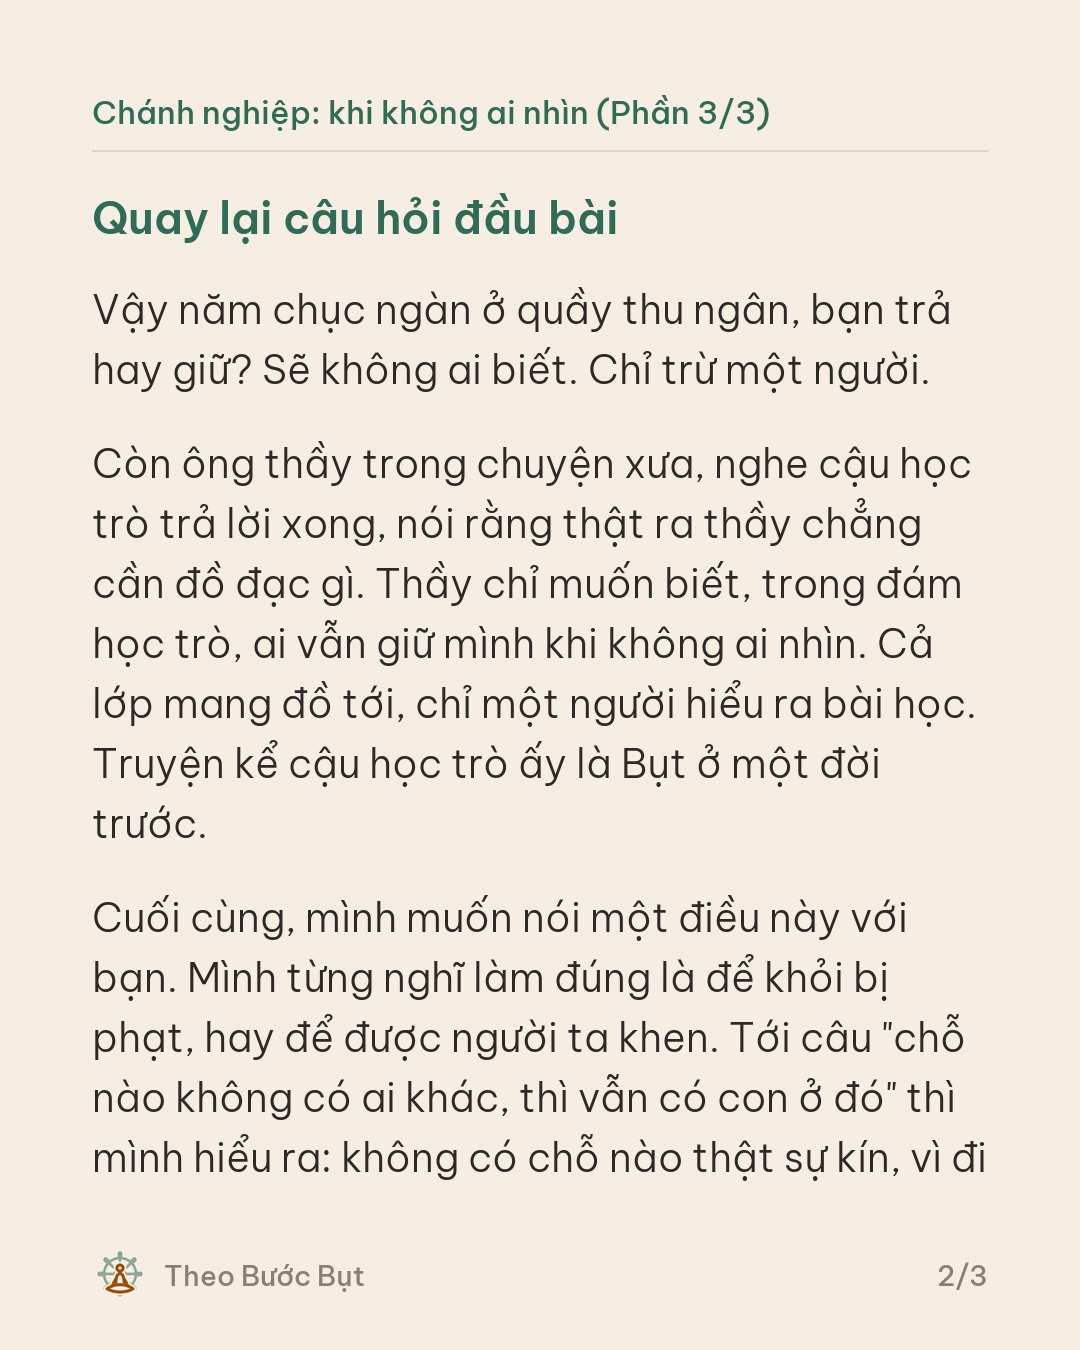 Chánh nghiệp: khi không ai nhìn (Phần 3/3)
Quay lại câu hỏi đầu bài
Vậy năm chục ngàn ở quầy thu ngân, bạn trả
hay giữ? Sẽ không ai biết. Chỉ trừ một người.
Còn ông thầy trong chuyện xưa, nghe cậu học
trò trả lời xong, nói rằng thật ra thầy chẳng
cần đồ đạc gì. Thầy chỉ muốn biết, trong đám
học trò, ai vẫn giữ mình khi không ai nhìn. Cả
lớp mang đồ tới, chỉ một người hiểu ra bài học.
Truyện kể cậu học trò ấy là Bụt ở một đời
trước.
Cuối cùng, mình muốn nói một điều này với
bạn. Mình từng nghĩ làm đúng là để khỏi bị
phạt, hay để được người ta khen. Tới câu "chỗ
nào không có ai khác, thì vẫn có con ở đó" thì
mình hiểu ra: không có chỗ nào thật sự kín, vì đi
Theo Bước Bụt
2/3